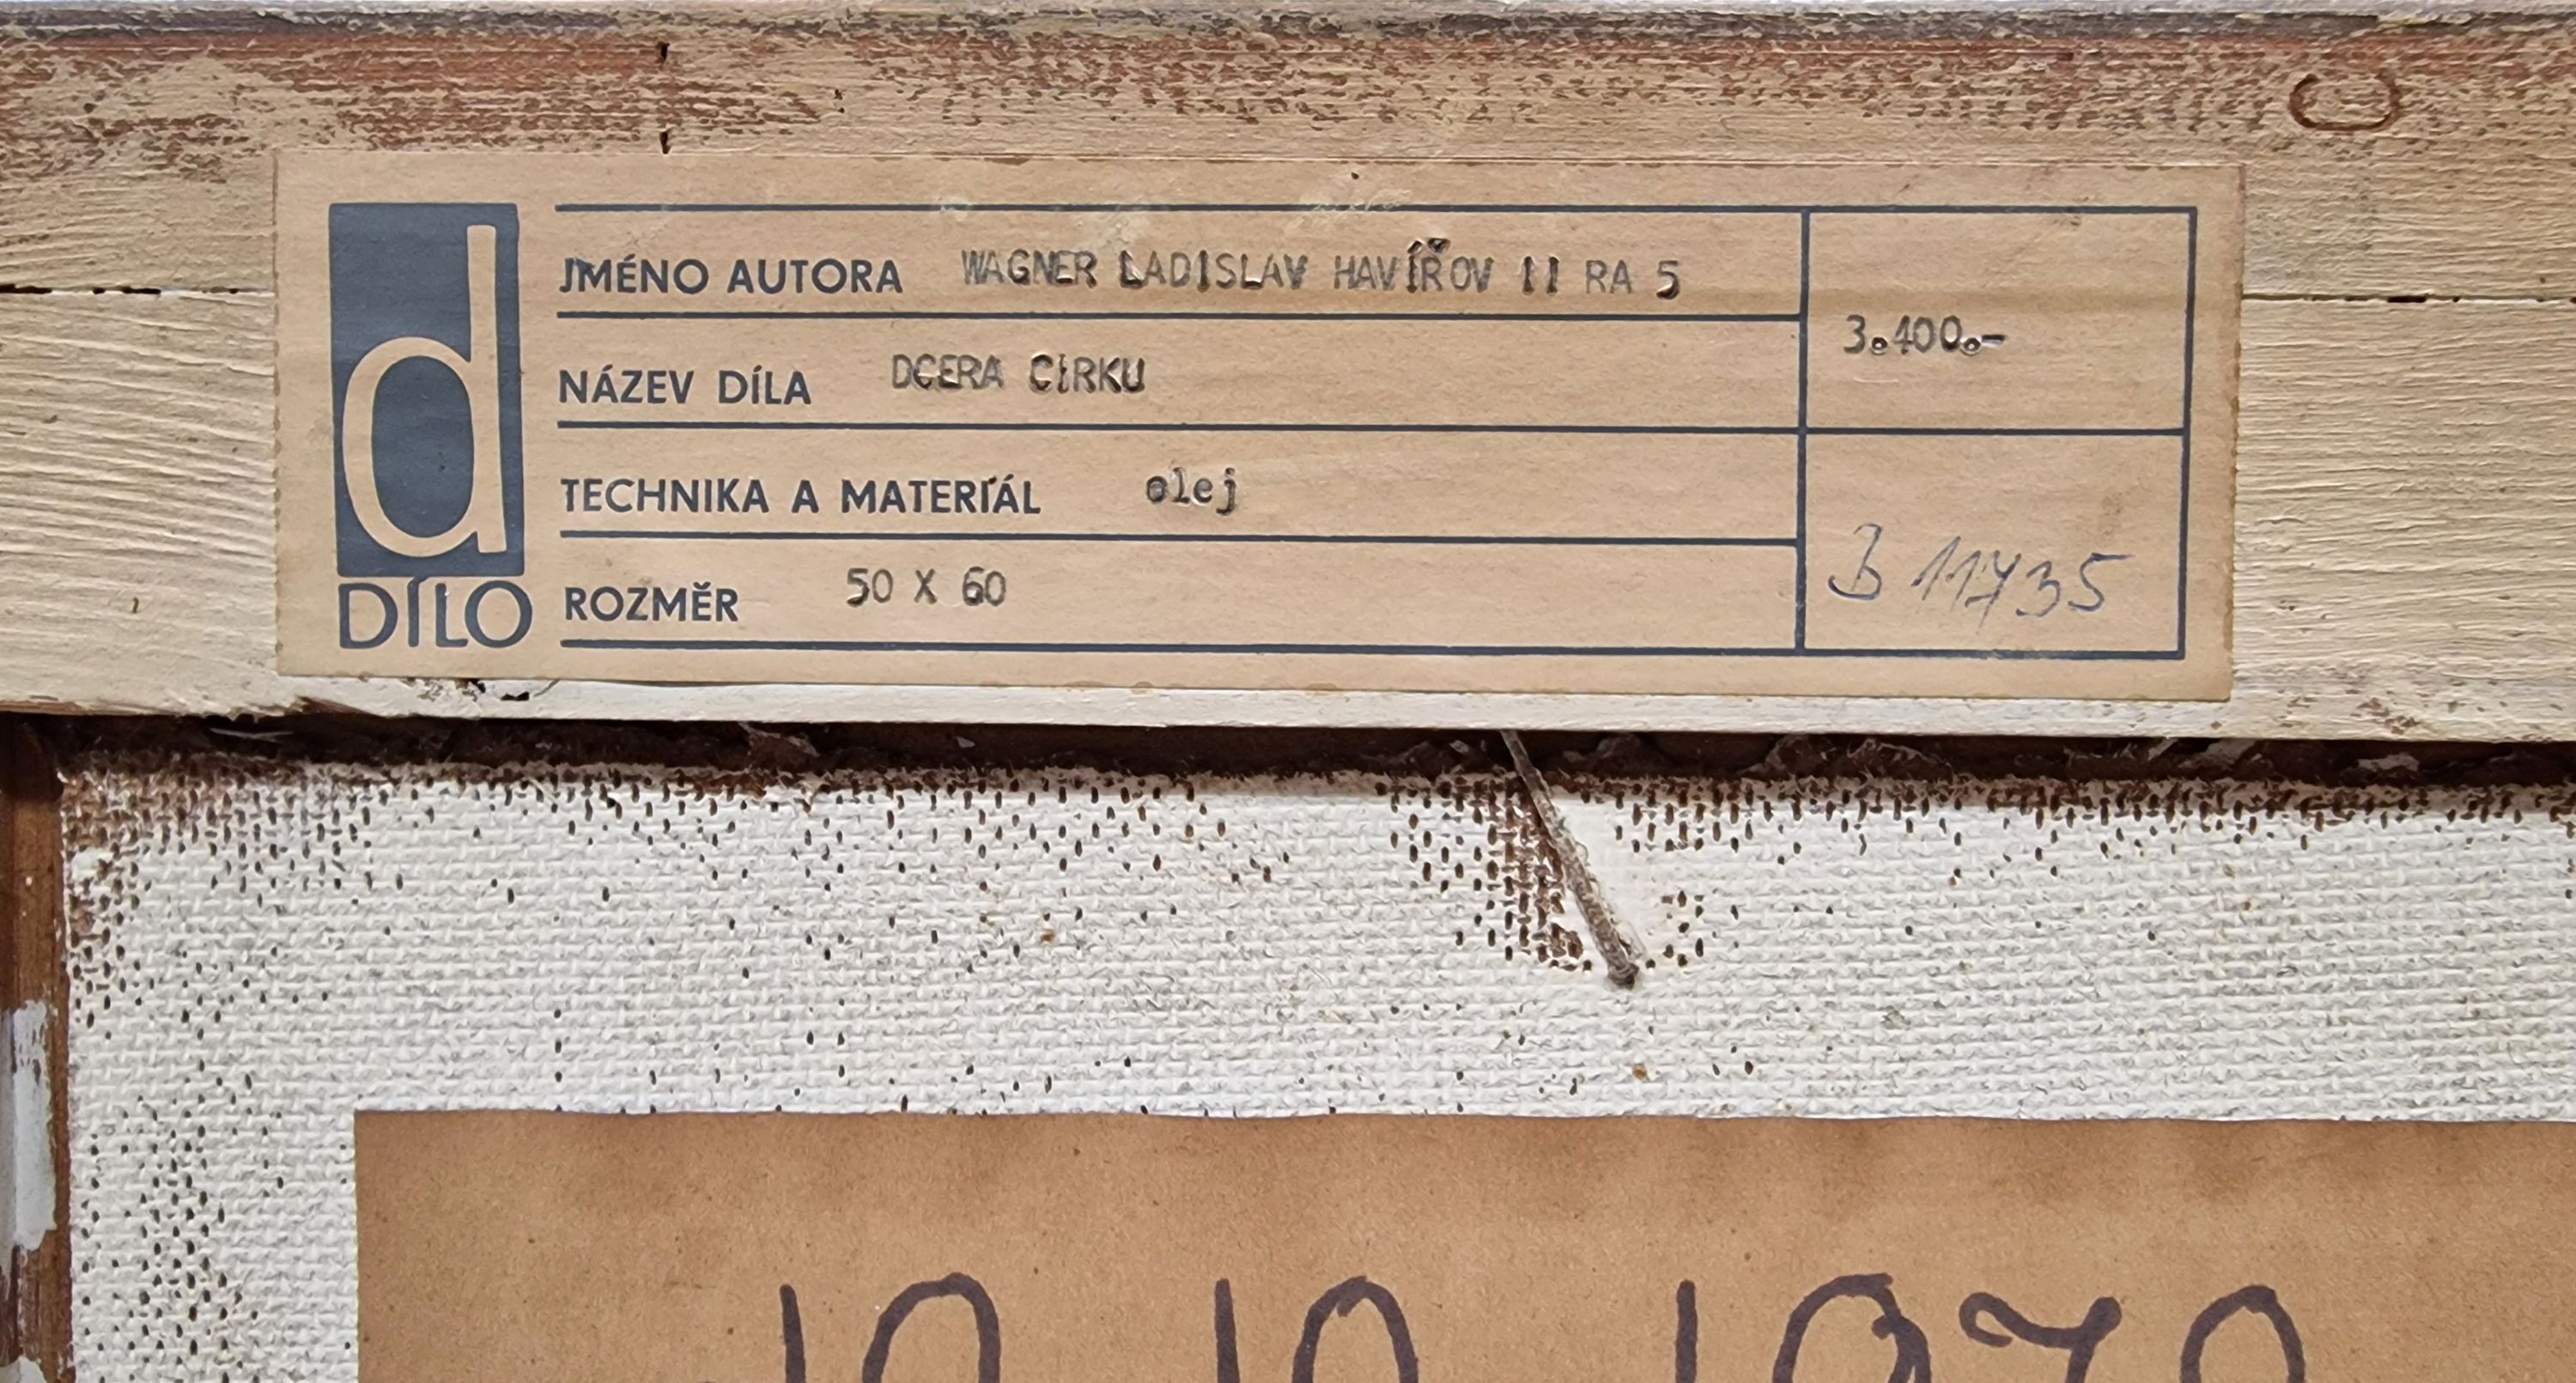 d
DÍLO
JMÉNO AUTORA WAGNER LADISLAV HAVÍŘOV II RA 5
NÁZEV DÍLA DCERA CIRKU
TECHNIKA A MATERIÁL olej
ROZMĚR 50 X 60
3.400.-
B 11735